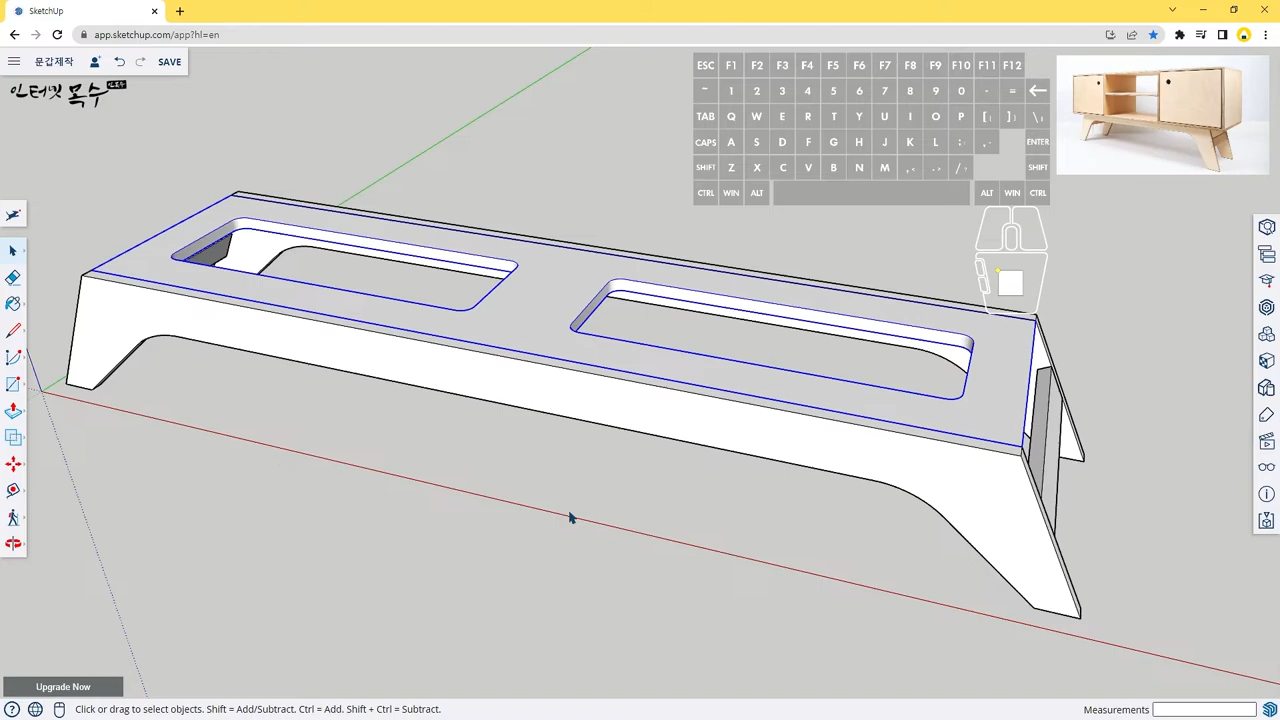 SketchUp
app.sketchup.com/app?hl=en
문갑제작
SAVE
인터넷 목수
ESC F1 F2 F3 F4 F5 F6 F7 F8 F9 F10 F11 F12
~ 1 2 3 4 5 6 7 8 9 0 - =
TAB Q W E R T Y U I O P [{ ]} \|
CAPS A S D F G H J K L
ENTER
SHIFT Z X C V B N M
SHIFT
CTRL WIN ALT
ALT WIN CTRL
Upgrade Now
Click or drag to select objects. Shift = Add/Subtract. Ctrl = Add. Shift + Ctrl = Subtract.
Measurements